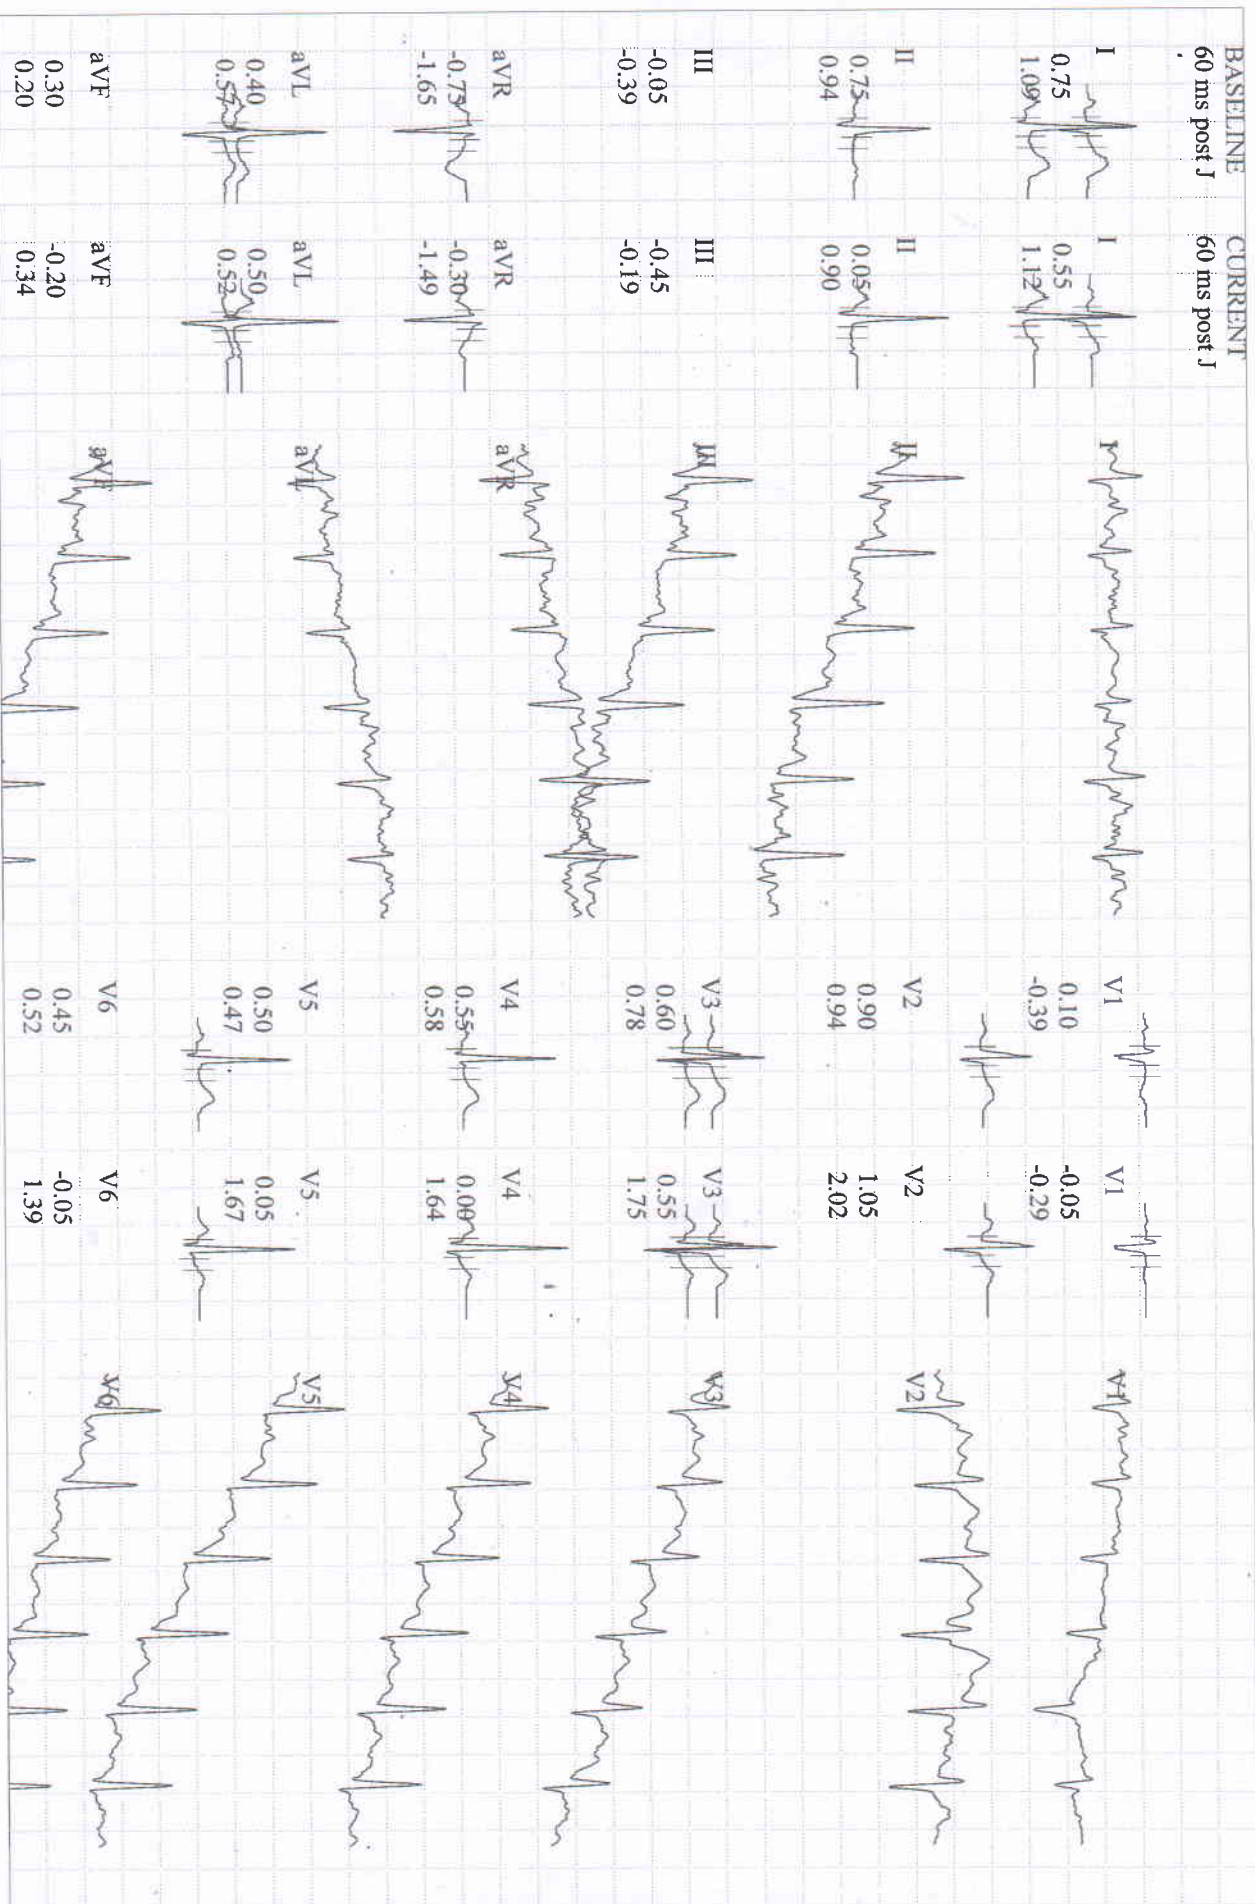 BASELINE
60 ms post J
I
0.75
1.09
II
0.75
0.94
III
-0.05
-0.39
aVR
-0.75
-1.65
aVL
0.40
0.57
aVF
0.30
0.20
CURRENT
60 ms post J
I
0.55
1.12
II
0.05
0.90
III
-0.45
-0.19
aVR
-0.30
-1.49
aVL
0.50
0.52
aVF
-0.20
0.34
I
II
III
aVR
aVL
aVF
V1
0.10
-0.39
V2
0.90
0.94
V3
0.60
0.78
V4
0.55
0.58
V5
0.50
0.47
V6
0.45
0.52
V1
-0.05
-0.29
V2
1.05
2.02
V3
0.55
1.75
V4
0.00
1.64
V5
0.05
1.67
V6
-0.05
1.39
V1
V2
V3
V4
V5
V6